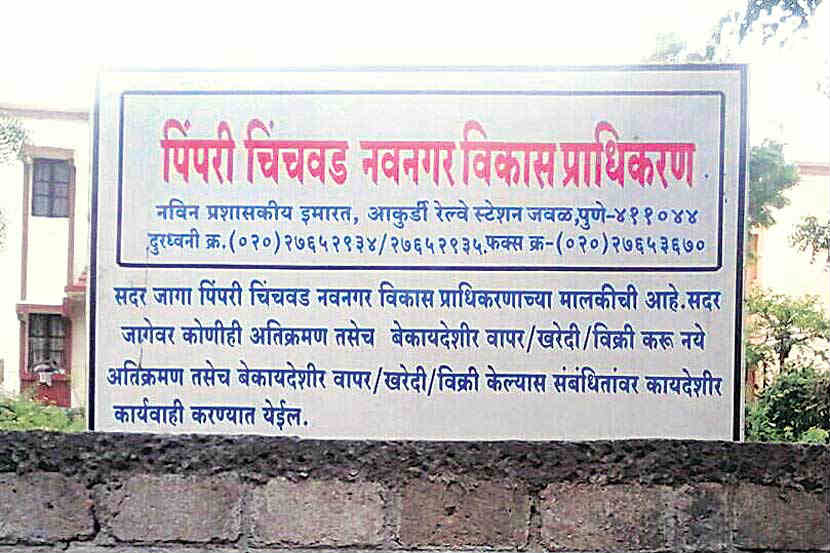 पिंपरी चिंचवड नवनगर विकास प्राधिकरण
नविन प्रशासकीय इमारत, आकुर्डी रेल्वे स्टेशन जवळ,पुणे-४११०४४
दुरध्वनी क्र.(०२०)२७६५२९३४/२७६५२९३५.फक्स क्र-(०२०)२७६५३६७०
सदर जागा पिंपरी चिंचवड नवनगर विकास प्राधिकरणाच्या मालकीची आहे.सदर
जागेवर कोणीही अतिक्रमण तसेच बेकायदेशीर वापर/खरेदी/विक्री करू नये
अतिक्रमण तसेच बेकायदेशीर वापर/खरेदी/विक्री केल्यास संबंधितांवर कायदेशीर
कार्यवाही करण्यात येईल.